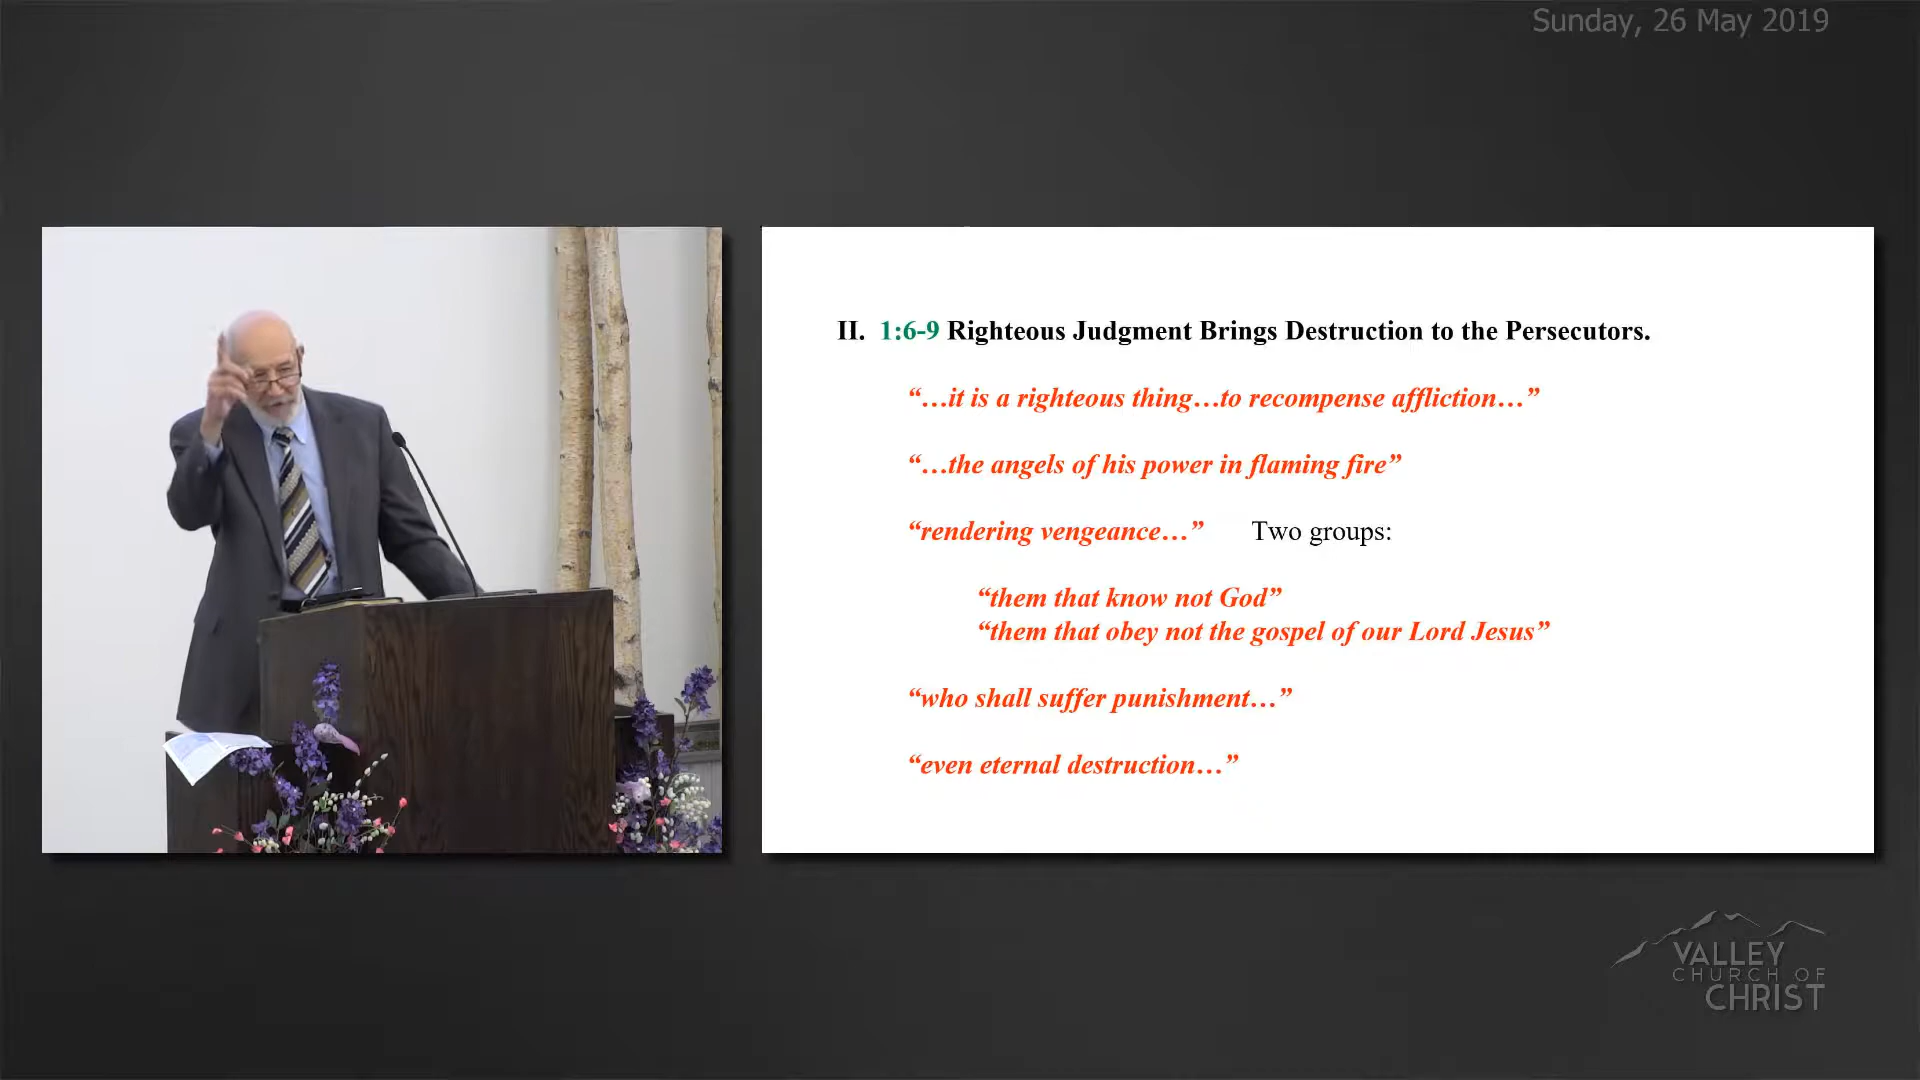 Sunday, 26 May 2019
II. 1:6-9 Righteous Judgment Brings Destruction to the Persecutors.
“…it is a righteous thing…to recompense affliction…”
“…the angels of his power in flaming fire”
“rendering vengeance…” Two groups:
“them that know not God”
“them that obey not the gospel of our Lord Jesus”
“who shall suffer punishment…”
“even eternal destruction…”
VALLEY
CHURCH OF
CHRIST